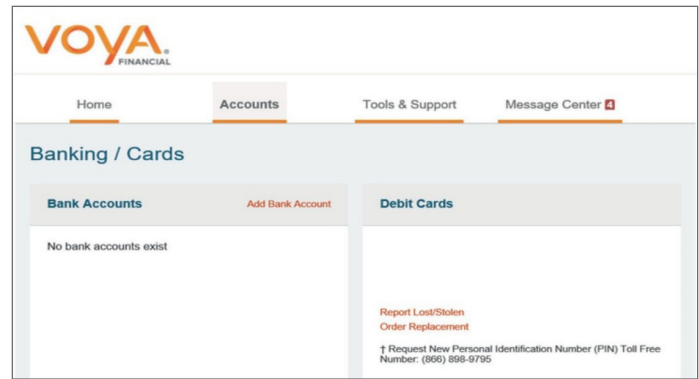 VOYA
FINANCIAL
Home Accounts Tools & Support Message Center 4
Banking / Cards
Bank Accounts Add Bank Account
No bank accounts exist
Debit Cards
Report Lost/Stolen
Order Replacement
† Request New Personal Identification Number (PIN) Toll Free
Number: (866) 898-9795